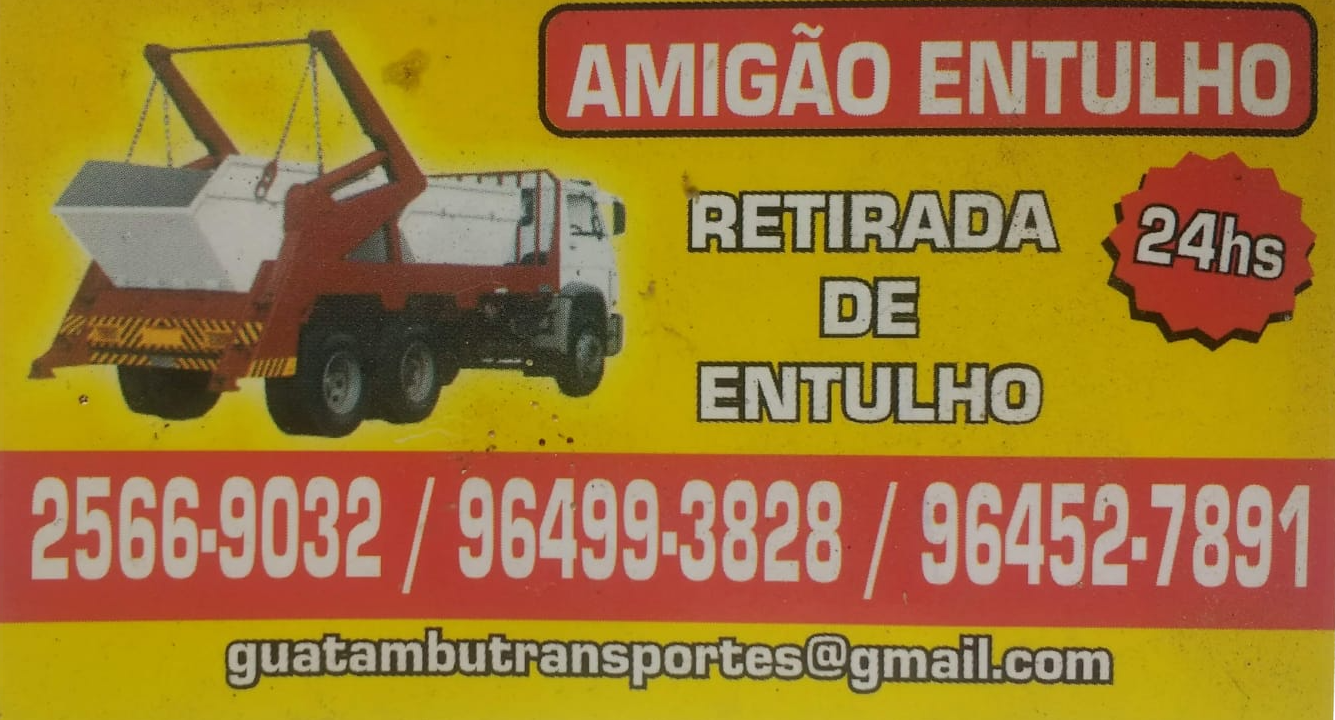 AMIGÃO ENTULHO
RETIRADA
DE
ENTULHO
24hs
2566-9032 / 96499-3828 / 96452-7891
guatambutransportes@gmail.com